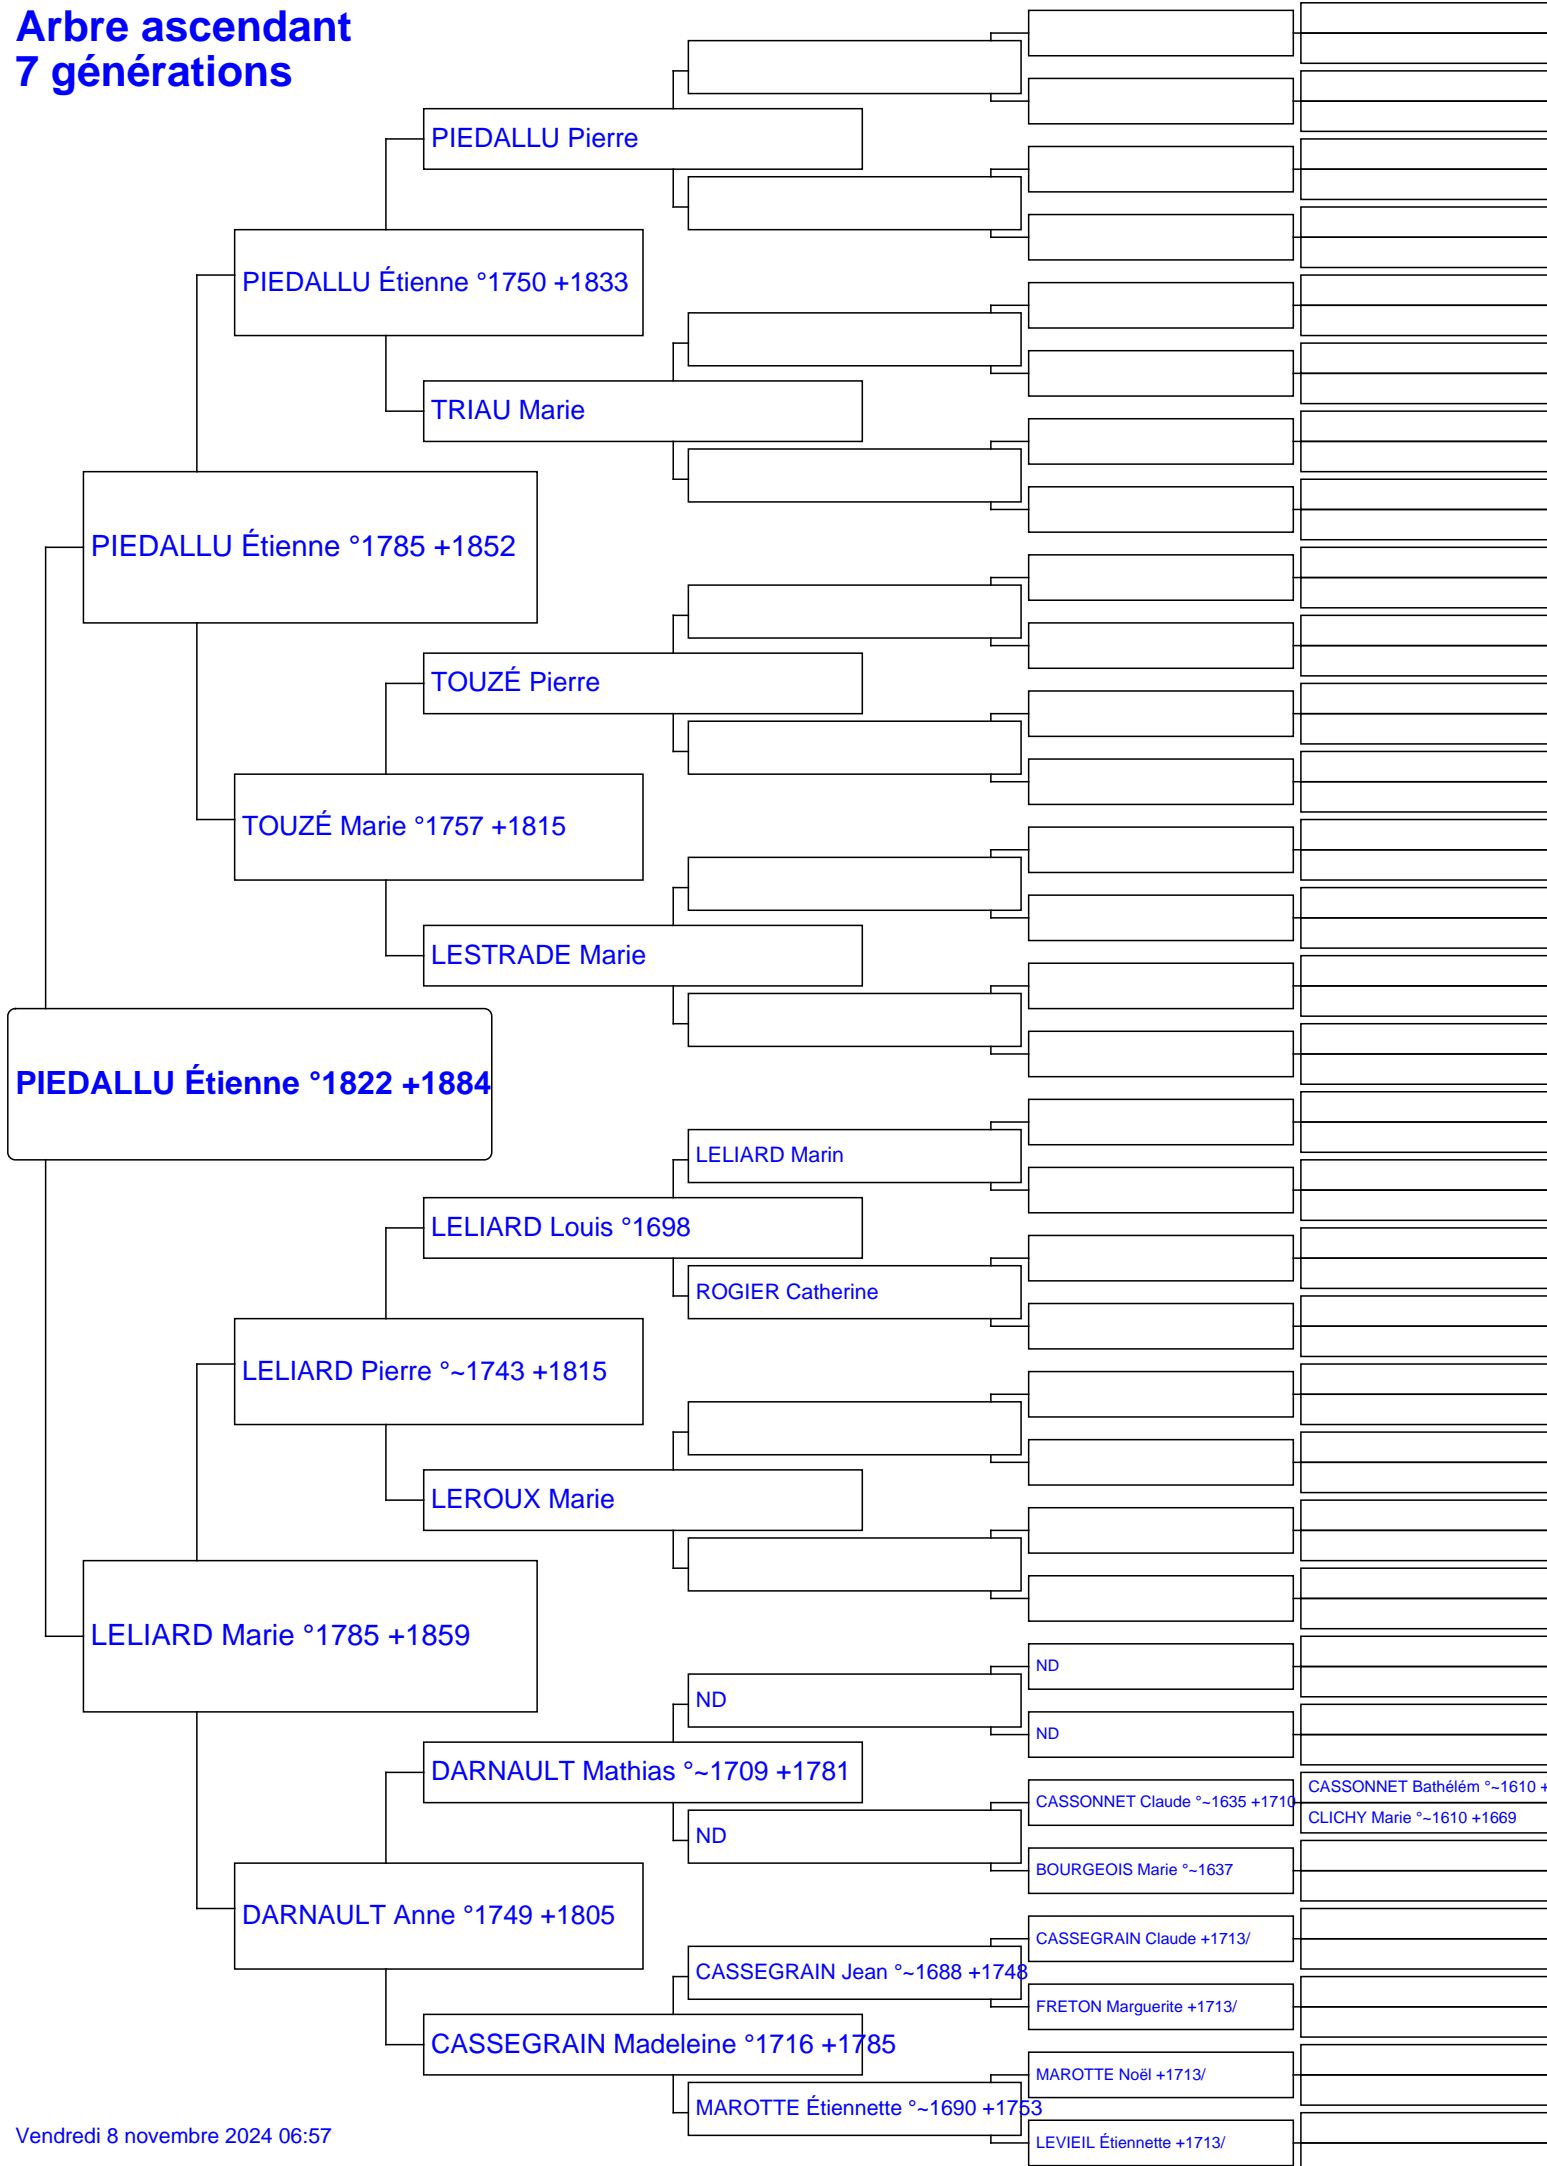 Arbre ascendant
7 générations
PIEDALLU Pierre
PIEDALLU Étienne °1750 +1833
TRIAU Marie
PIEDALLU Étienne °1785 +1852
TOUZÉ Pierre
TOUZÉ Marie °1757 +1815
LESTRADE Marie
PIEDALLU Étienne °1822 +1884
LELIARD Marin
LELIARD Louis °1698
ROGIER Catherine
LELIARD Pierre °~1743 +1815
LEROUX Marie
LELIARD Marie °1785 +1859
ND
ND
ND
DARNAULT Mathias °~1709 +1781
CASSONNET Bathélém °~1610 +
CASSONNET Claude °~1635 +1710
CLICHY Marie °~1610 +1669
ND
BOURGEOIS Marie °~1637
DARNAULT Anne °1749 +1805
CASSEGRAIN Claude +1713/
CASSEGRAIN Jean °~1688 +1748
FRETON Marguerite +1713/
CASSEGRAIN Madeleine °1716 +1785
MAROTTE Noël +1713/
MAROTTE Étiennette °~1690 +1753
LEVIEIL Étiennette +1713/
Vendredi 8 novembre 2024 06:57